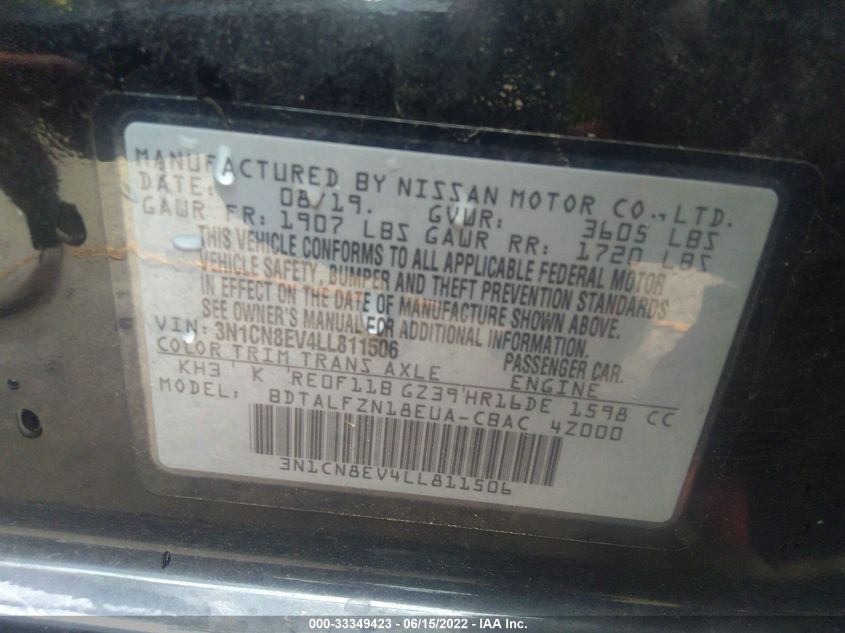 MANUFACTURED BY NISSAN MOTOR CO.,LTD.
DATE: 08/19. GVWR: 3605 LBS
GAWR FR: 1907 LBS GAWR RR: 1720 LBS
THIS VEHICLE CONFORMS TO ALL APPLICABLE FEDERAL MOTOR
VEHICLE SAFETY, BUMPER AND THEFT PREVENTION STANDARDS
IN EFFECT ON THE DATE OF MANUFACTURE SHOWN ABOVE.
SEE OWNER'S MANUAL FOR ADDITIONAL INFORMATION.
VIN: 3N1CN8EV4LL811506 PASSENGER CAR.
COLOR TRIM TRANS AXLE ENGINE
KH3 K RE0F11B GZ39 HR16DE 1598 CC
MODEL: BDTALFZN18EUA-CBAC 4Z000
3N1CN8EV4LL811506
000-33349423 - 06/15/2022 - IAA Inc.